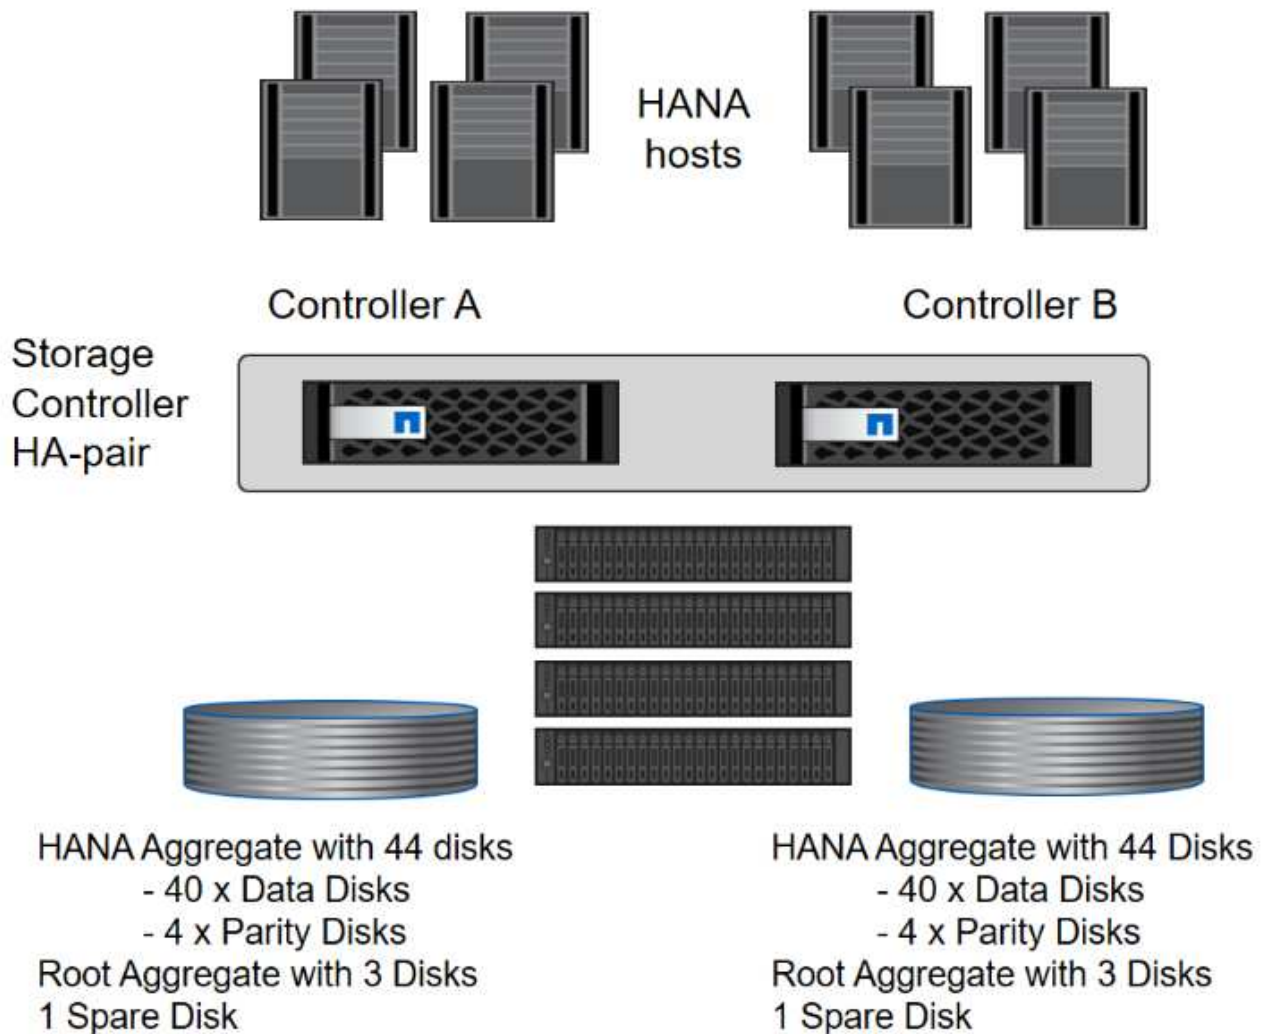 HANA
hosts
Controller A
Controller B
Storage
Controller
HA-pair
HANA Aggregate with 44 disks
- 40 x Data Disks
- 4 x Parity Disks
Root Aggregate with 3 Disks
1 Spare Disk
HANA Aggregate with 44 Disks
- 40 x Data Disks
- 4 x Parity Disks
Root Aggregate with 3 Disks
1 Spare Disk